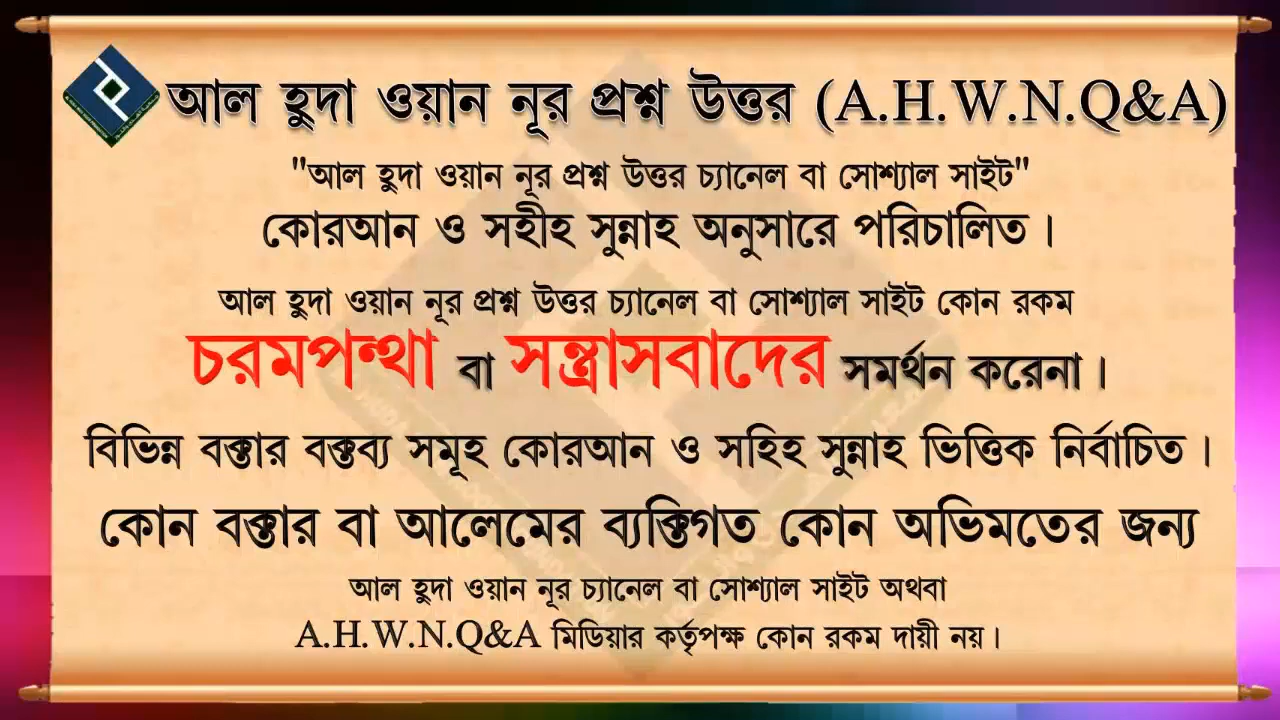 আল হুদা ওয়ান নূর প্রশ্ন উত্তর (A.H.W.N.Q&A)
"আল হুদা ওয়ান নূর প্রশ্ন উত্তর চ্যানেল বা সোশ্যাল সাইট"
কোরআন ও সহীহ সুন্নাহ অনুসারে পরিচালিত।
আল হুদা ওয়ান নূর প্রশ্ন উত্তর চ্যানেল বা সোশ্যাল সাইট কোন রকম
চরমপন্থা বা সন্ত্রাসবাদের সমর্থন করেনা।
বিভিন্ন বক্তার বক্তব্য সমূহ কোরআন ও সহিহ সুন্নাহ ভিত্তিক নির্বাচিত।
কোন বক্তার বা আলেমের ব্যক্তিগত কোন অভিমতের জন্য
আল হুদা ওয়ান নূর চ্যানেল বা সোশ্যাল সাইট অথবা
A.H.W.N.Q&A মিডিয়ার কর্তৃপক্ষ কোন রকম দায়ী নয়।